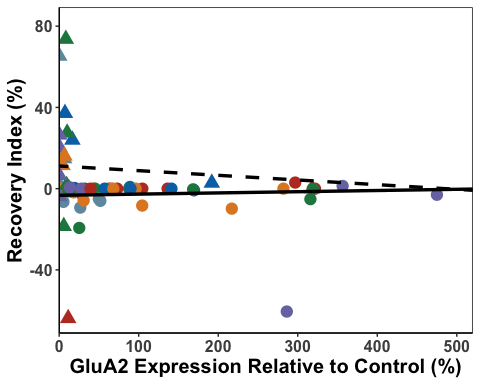 80
40
0
-40
Recovery Index (%)
0 100 200 300 400 500
GluA2 Expression Relative to Control (%)